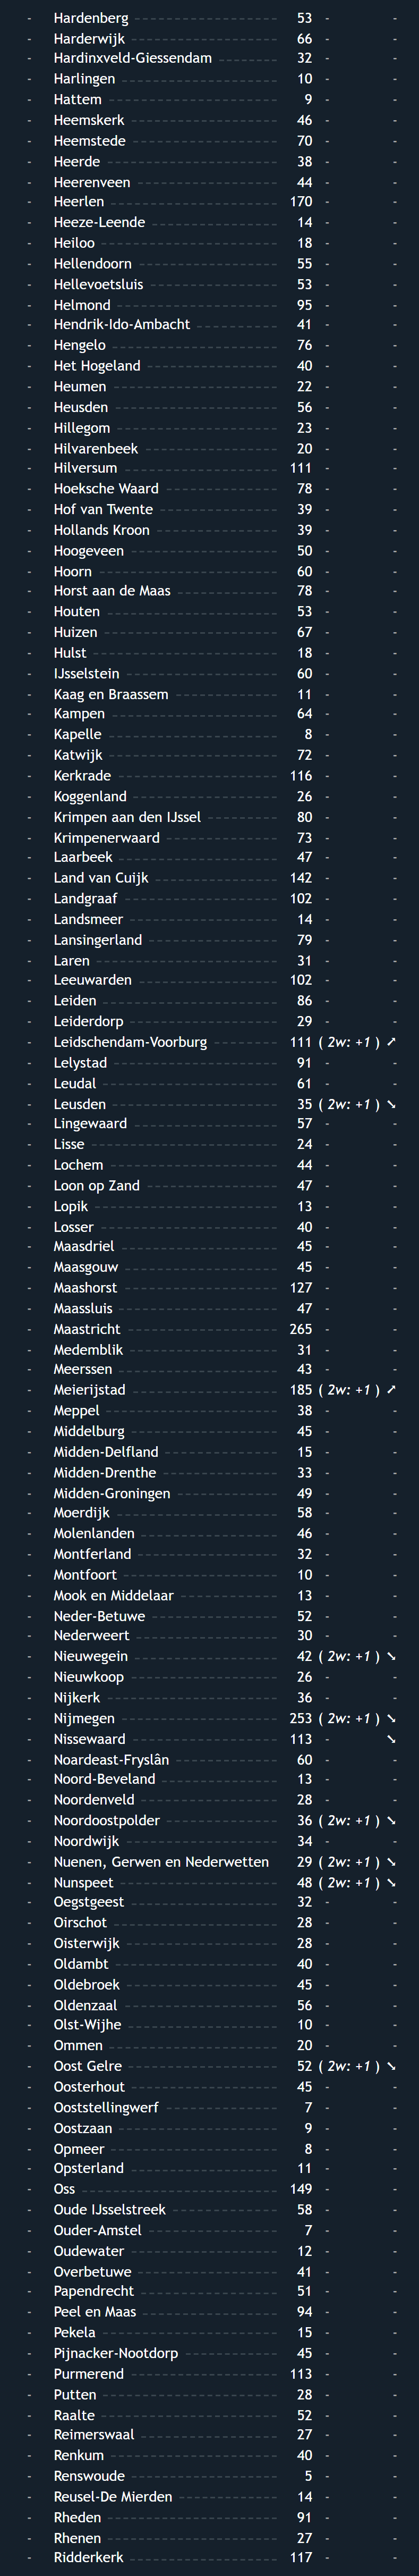 - Hardenberg 53 - -
- Harderwijk 66 - -
- Hardinxveld-Giessendam 32 - -
- Harlingen 10 - -
- Hattem 9 - -
- Heemskerk 46 - -
- Heemstede 70 - -
- Heerde 38 - -
- Heerenveen 44 - -
- Heerlen 170 - -
- Heeze-Leende 14 - -
- Heiloo 18 - -
- Hellendoorn 55 - -
- Hellevoetsluis 53 - -
- Helmond 95 - -
- Hendrik-Ido-Ambacht 41 - -
- Hengelo 76 - -
- Het Hogeland 40 - -
- Heumen 22 - -
- Heusden 56 - -
- Hillegom 23 - -
- Hilvarenbeek 20 - -
- Hilversum 111 - -
- Hoeksche Waard 78 - -
- Hof van Twente 39 - -
- Hollands Kroon 39 - -
- Hoogeveen 50 - -
- Hoorn 60 - -
- Horst aan de Maas 78 - -
- Houten 53 - -
- Huizen 67 - -
- Hulst 18 - -
- IJsselstein 60 - -
- Kaag en Braassem 11 - -
- Kampen 64 - -
- Kapelle 8 - -
- Katwijk 72 - -
- Kerkrade 116 - -
- Koggenland 26 - -
- Krimpen aan den IJssel 80 - -
- Krimpenerwaard 73 - -
- Laarbeek 47 - -
- Land van Cuijk 142 - -
- Landgraaf 102 - -
- Landsmeer 14 - -
- Lansingerland 79 - -
- Laren 31 - -
- Leeuwarden 102 - -
- Leiden 86 - -
- Leiderdorp 29 - -
- Leidschendam-Voorburg 111 ( 2w: +1 ) ➚
- Lelystad 91 - -
- Leudal 61 - -
- Leusden 35 ( 2w: +1 ) ➘
- Lingewaard 57 - -
- Lisse 24 - -
- Lochem 44 - -
- Loon op Zand 47 - -
- Lopik 13 - -
- Losser 40 - -
- Maasdriel 45 - -
- Maasgouw 45 - -
- Maashorst 127 - -
- Maassluis 47 - -
- Maastricht 265 - -
- Medemblik 31 - -
- Meerssen 43 - -
- Meierijstad 185 ( 2w: +1 ) ➚
- Meppel 38 - -
- Middelburg 45 - -
- Midden-Delfland 15 - -
- Midden-Drenthe 33 - -
- Midden-Groningen 49 - -
- Moerdijk 58 - -
- Molenlanden 46 - -
- Montferland 32 - -
- Montfoort 10 - -
- Mook en Middelaar 13 - -
- Neder-Betuwe 52 - -
- Nederweert 30 - -
- Nieuwegein 42 ( 2w: +1 ) ➘
- Nieuwkoop 26 - -
- Nijkerk 36 - -
- Nijmegen 253 ( 2w: +1 ) ➘
- Nissewaard 113 - ➘
- Noardeast-Fryslân 60 - -
- Noord-Beveland 13 - -
- Noordenveld 28 - -
- Noordoostpolder 36 ( 2w: +1 ) ➘
- Noordwijk 34 - -
- Nuenen, Gerwen en Nederwetten 29 ( 2w: +1 ) ➘
- Nunspeet 48 ( 2w: +1 ) ➘
- Oegstgeest 32 - -
- Oirschot 28 - -
- Oisterwijk 28 - -
- Oldambt 40 - -
- Oldebroek 45 - -
- Oldenzaal 56 - -
- Olst-Wijhe 10 - -
- Ommen 20 - -
- Oost Gelre 52 ( 2w: +1 ) ➘
- Oosterhout 45 - -
- Ooststellingwerf 7 - -
- Oostzaan 9 - -
- Opmeer 8 - -
- Opsterland 11 - -
- Oss 149 - -
- Oude IJsselstreek 58 - -
- Ouder-Amstel 7 - -
- Oudewater 12 - -
- Overbetuwe 41 - -
- Papendrecht 51 - -
- Peel en Maas 94 - -
- Pekela 15 - -
- Pijnacker-Nootdorp 45 - -
- Purmerend 113 - -
- Putten 28 - -
- Raalte 52 - -
- Reimerswaal 27 - -
- Renkum 40 - -
- Renswoude 5 - -
- Reusel-De Mierden 14 - -
- Rheden 91 - -
- Rhenen 27 - -
- Ridderkerk 117 - -